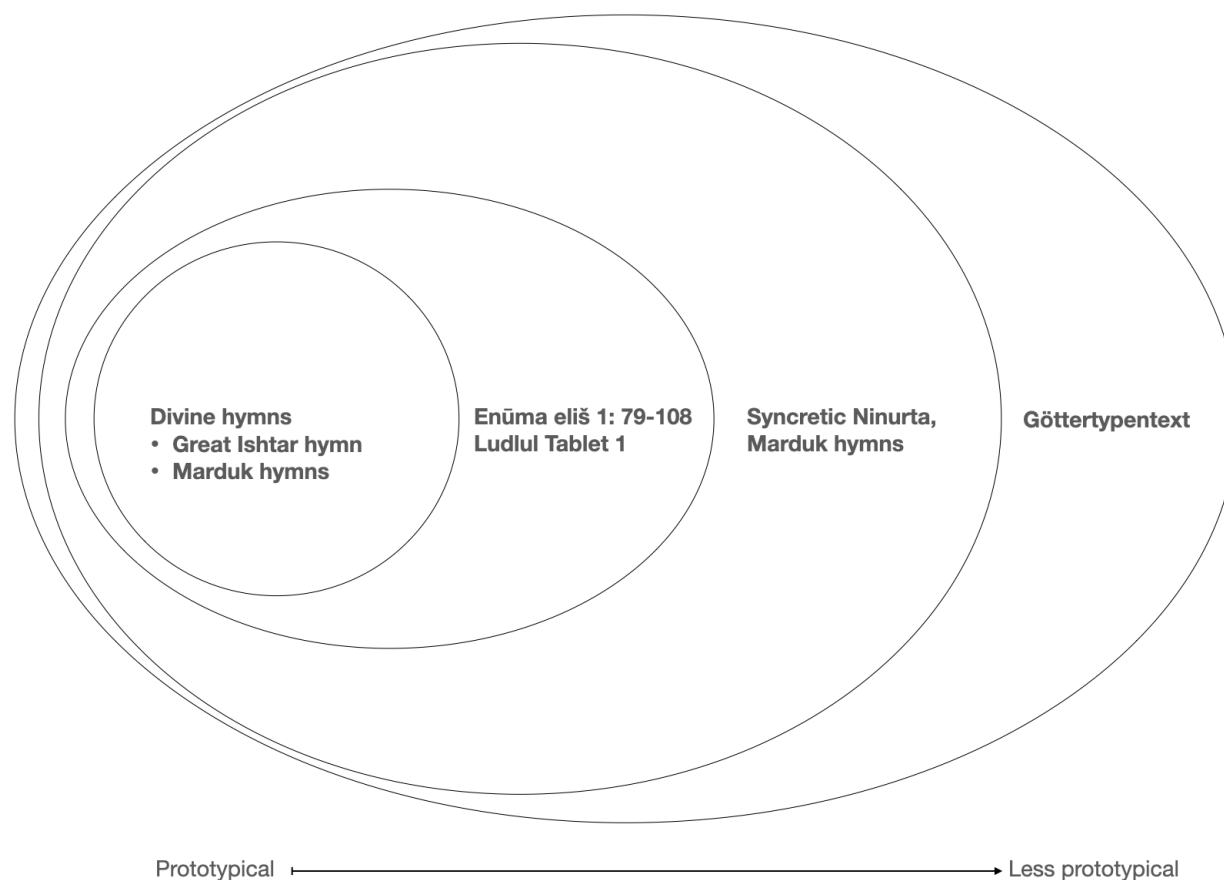 Divine hymns
• Great Ishtar hymn
• Marduk hymns
Enūma eliš 1: 79-108
Ludlul Tablet 1
Syncretic Ninurta,
Marduk hymns
Göttertypentext
Prototypical
Less prototypical